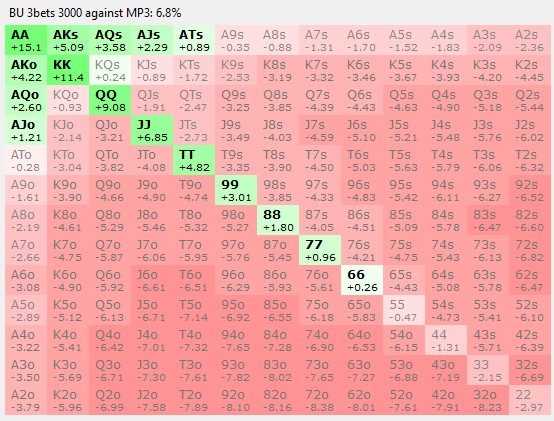 BU 3bets 3000 against MP3: 6.8%
AA AKs AQs AJs ATs A9s A8s A7s A6s A5s A4s A3s A2s
+15.1 +5.09 +3.58 +2.29 +0.89 -0.35 -0.88 -1.31 -1.70 -1.52 -1.83 -2.09 -2.36
AKo KK KQs KJs KTs K9s K8s K7s K6s K5s K4s K3s K2s
+4.22 +11.4 +0.24 -0.89 -1.72 -2.53 -3.19 -3.32 -3.46 -3.67 -3.93 -4.20 -4.45
AQo KQo QQ QJs QTs Q9s Q8s Q7s Q6s Q5s Q4s Q3s Q2s
+2.60 -0.93 +9.08 -1.91 -2.47 -3.25 -3.85 -4.39 -4.43 -4.63 -4.90 -5.18 -5.44
AJo KJo QJo JJ JTs J9s J8s J7s J6s J5s J4s J3s J2s
+1.21 -2.14 -3.21 +6.85 -2.73 -3.49 -4.03 -4.59 -5.10 -5.21 -5.48 -5.76 -6.02
ATo KTo QTo JTo TT T9s T8s T7s T6s T5s T4s T3s T2s
-0.28 -3.04 -3.82 -4.08 +4.82 -3.35 -3.90 -4.50 -5.03 -5.63 -5.79 -6.06 -6.32
A9o K9o Q9o J9o T9o 99 98s 97s 96s 95s 94s 93s 92s
-1.61 -3.90 -4.66 -4.90 -4.74 +3.01 -3.85 -4.33 -4.83 -5.42 -6.11 -6.27 -6.52
A8o K8o Q8o J8o T8o 98o 88 87s 86s 85s 84s 83s 82s
-2.19 -4.61 -5.29 -5.46 -5.32 -5.27 +1.80 -4.05 -4.51 -5.09 -5.78 -6.47 -6.60
A7o K7o Q7o J7o T7o 97o 87o 77 76s 75s 74s 73s 72s
-2.66 -4.75 -5.87 -6.06 -5.95 -5.76 -5.45 +0.96 -4.21 -4.75 -5.43 -6.13 -6.82
A6o K6o Q6o J6o T6o 96o 86o 76o 66 65s 64s 63s 62s
-3.08 -4.90 -5.92 -6.61 -6.51 -6.29 -5.93 -5.61 +0.26 -4.43 -5.08 -5.78 -6.47
A5o K5o Q5o J5o T5o 95o 85o 75o 65o 55 54s 53s 52s
-2.89 -5.12 -6.13 -6.71 -7.14 -6.92 -6.55 -6.18 -5.83 -0.47 -4.73 -5.41 -6.10
A4o K4o Q4o J4o T4o 94o 84o 74o 64o 54o 44 43s 42s
-3.22 -5.41 -6.42 -7.01 -7.32 -7.65 -7.28 -6.90 -6.53 -6.15 -1.31 -5.71 -6.39
A3o K3o Q3o J3o T3o 93o 83o 73o 63o 53o 43o 33 32s
-3.50 -5.69 -6.71 -7.30 -7.61 -7.82 -8.02 -7.65 -7.27 -6.88 -7.19 -2.15 -6.69
A2o K2o Q2o J2o T2o 92o 82o 72o 62o 52o 42o 32o 22
-3.79 -5.96 -6.99 -7.58 -7.89 -8.10 -8.16 -8.38 -8.01 -7.61 -7.91 -8.23 -2.97